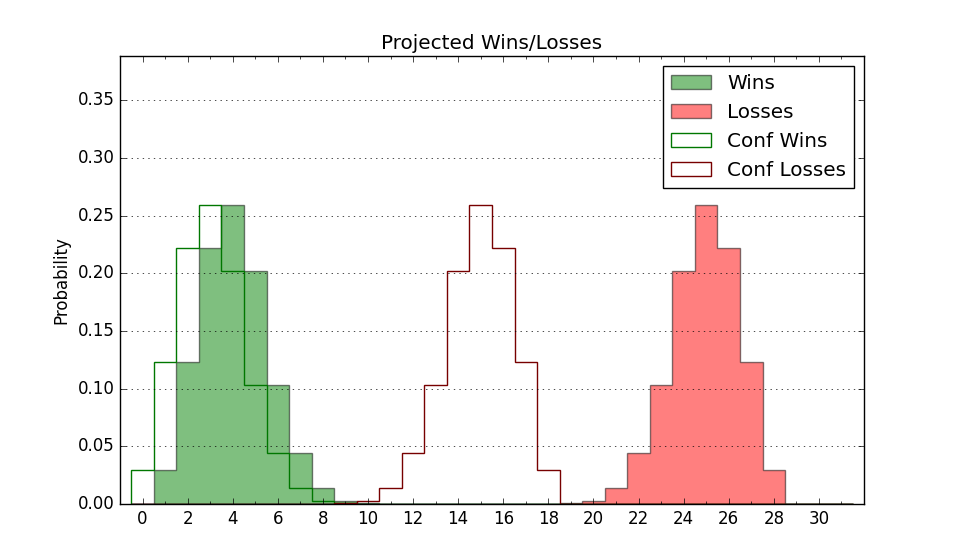 Projected Wins/Losses
Wins
Losses
Conf Wins
Conf Losses
Probability
0.35
0.30
0.25
0.20
0.15
0.10
0.05
0.00
0 2 4 6 8 10 12 14 16 18 20 22 24 26 28 30